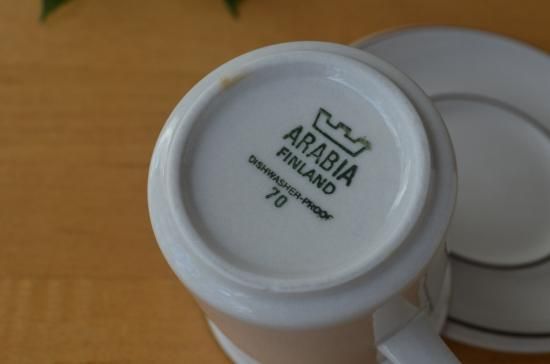 ARABIA
FINLAND
DISHWASHER-PROOF
70